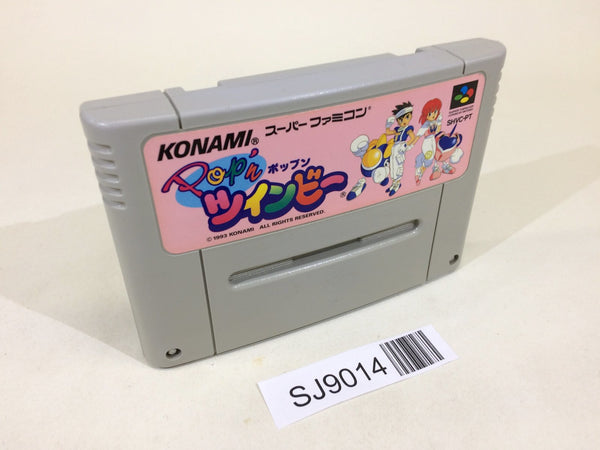 KONAMI®
スーパーファミコン®
SHVC-PT
Pop'n ポップン
ツインビー®
© 1993 KONAMI ALL RIGHTS RESERVED.
SJ9014